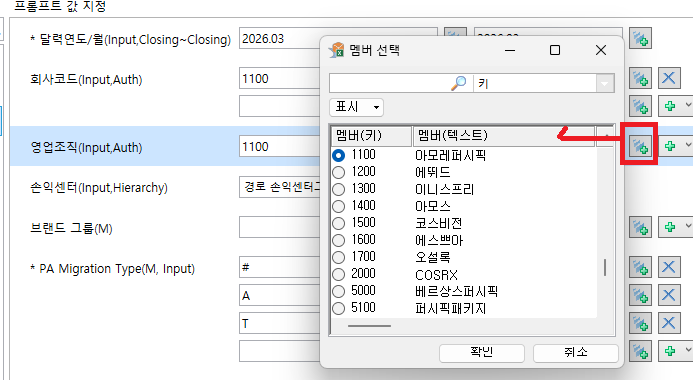 프롬프트 값 지정
* 달력연도/월(Input,Closing~Closing) 2026.03 2026.03
회사코드(Input,Auth) 1100
영업조직(Input,Auth) 1100
손익센터(Input,Hierarchy) 경로 손익센터그
브랜드 그룹(M)
* PA Migration Type(M, Input) #
A
T
멤버 선택
키
표시
멤버(키) 멤버(텍스트)
1100 아모레퍼시픽
1200 에뛰드
1300 이니스프리
1400 아모스
1500 코스비전
1600 에스쁘아
1700 오설록
2000 COSRX
5000 베르상스퍼시픽
5100 퍼시픽패키지
확인 취소